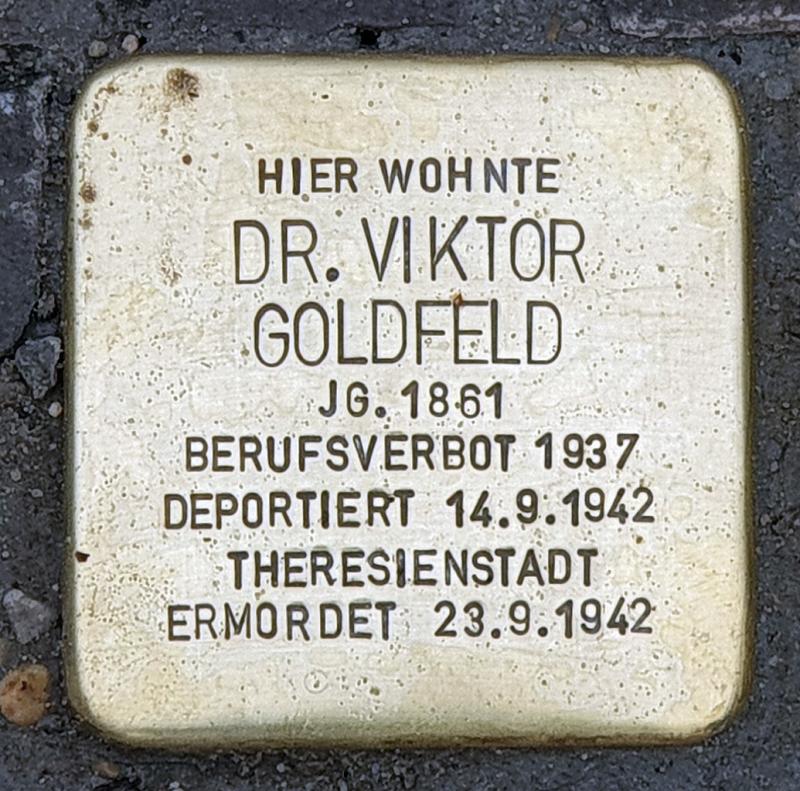 HIER WOHNTE
DR. VIKTOR
GOLDFELD
JG. 1861
BERUFSVERBOT 1937
DEPORTIERT 14.9.1942
THERESIENSTADT
ERMORDET 23.9.1942